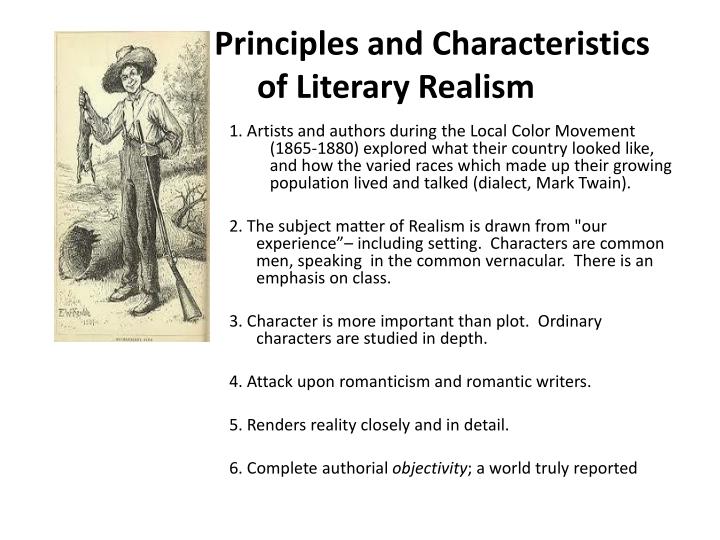 Principles and Characteristics
of Literary Realism
1. Artists and authors during the Local Color Movement
(1865-1880) explored what their country looked like,
and how the varied races which made up their growing
population lived and talked (dialect, Mark Twain).
2. The subject matter of Realism is drawn from "our
experience”– including setting.  Characters are common
men, speaking  in the common vernacular.  There is an
emphasis on class.
3. Character is more important than plot.  Ordinary
characters are studied in depth.
4. Attack upon romanticism and romantic writers.
5. Renders reality closely and in detail.
6. Complete authorial objectivity; a world truly reported